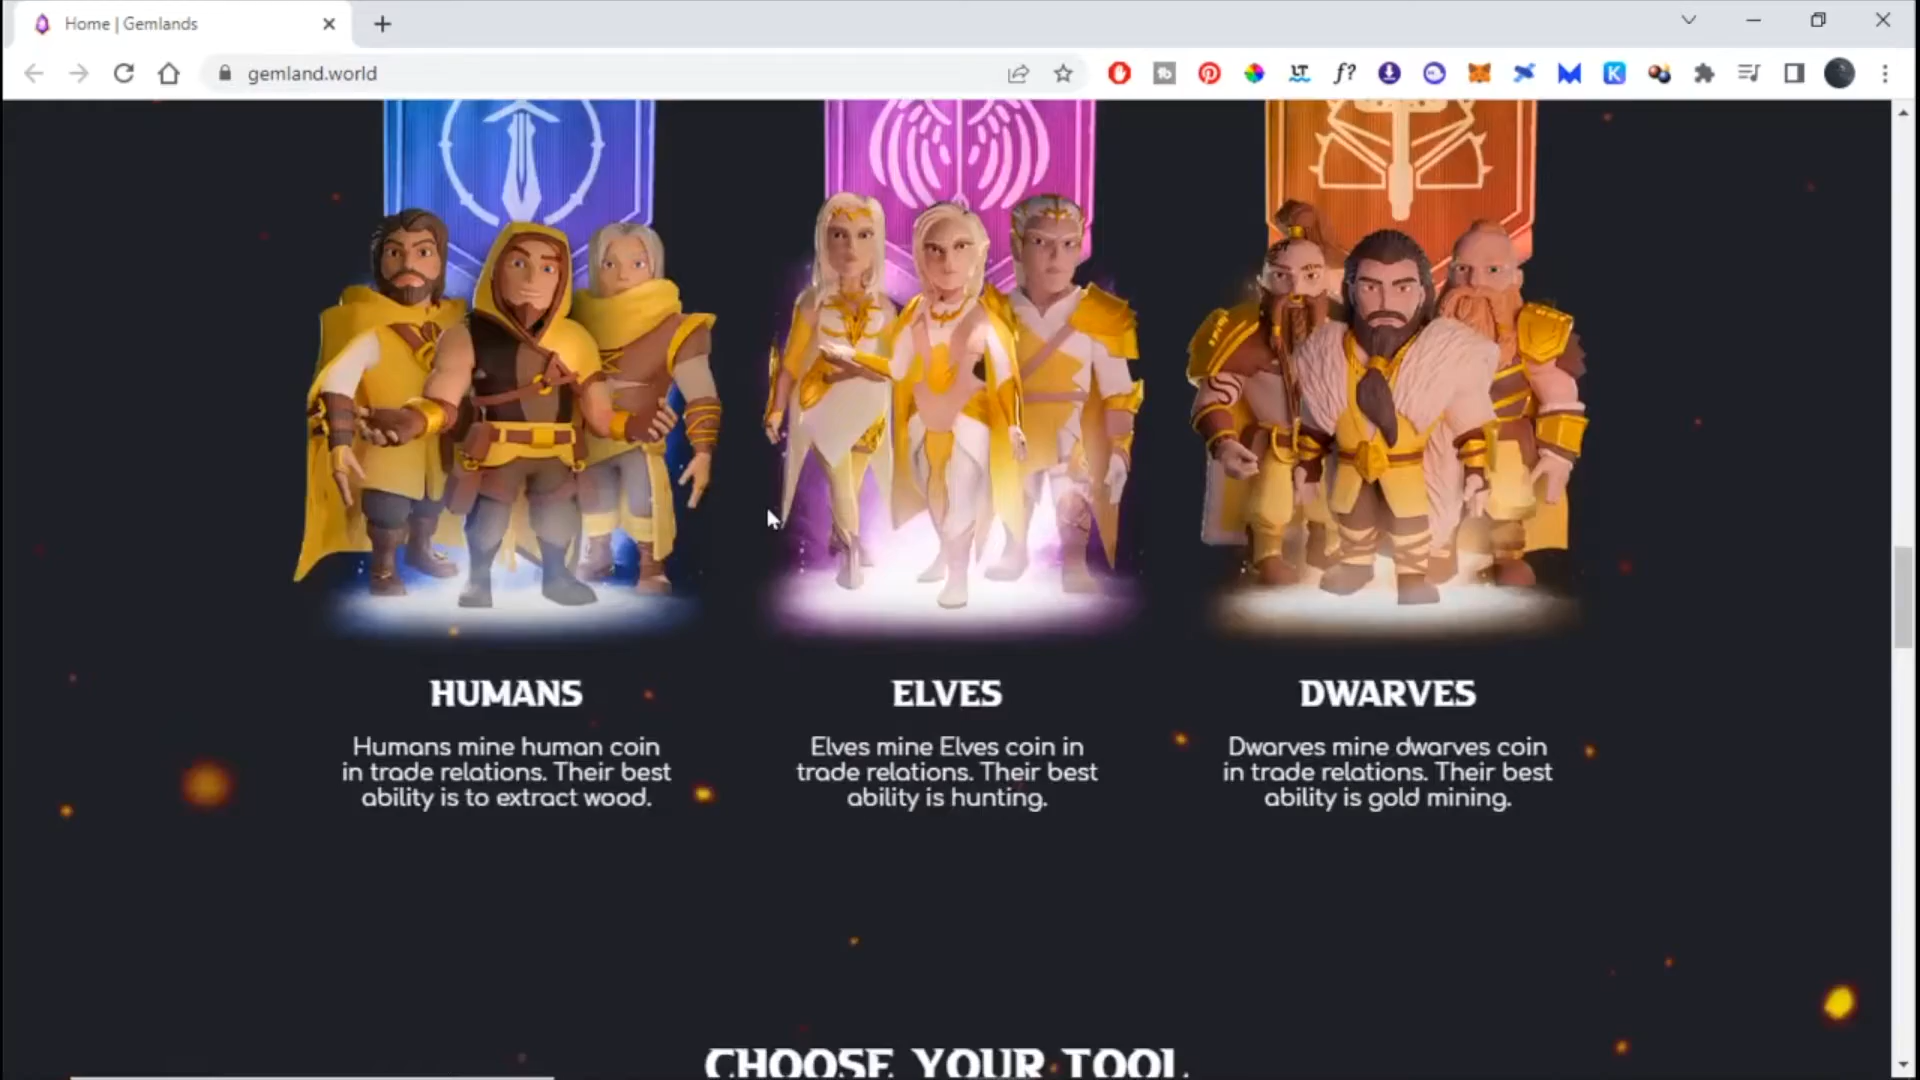 Home | Gemlands
gemland.world
HUMANS
Humans mine human coin
in trade relations. Their best
ability is to extract wood.
ELVES
Elves mine Elves coin in
trade relations. Their best
ability is hunting.
DWARVES
Dwarves mine dwarves coin
in trade relations. Their best
ability is gold mining.
CHOOSE YOUR TOOL